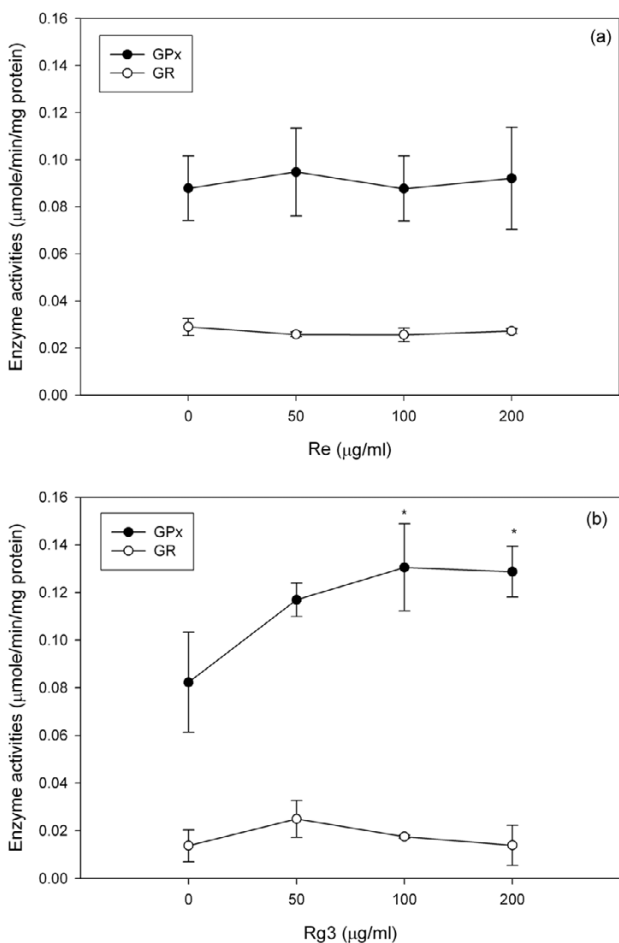 (a)
GPx
GR
Enzyme activities (μmole/min/mg protein)
0.16
0.14
0.12
0.10
0.08
0.06
0.04
0.02
0.00
0 50 100 200
Re (μg/ml)
(b)
GPx
GR
* *
Enzyme activities (μmole/min/mg protein)
0.16
0.14
0.12
0.10
0.08
0.06
0.04
0.02
0.00
0 50 100 200
Rg3 (μg/ml)